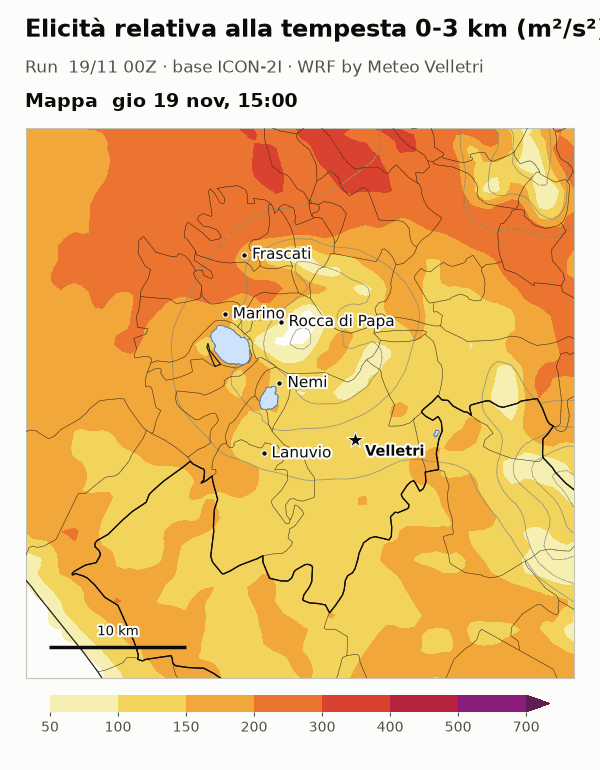 Elicità relativa alla tempesta 0-3 km (m²/s²)
Run  19/11 00Z · base ICON-2I · WRF by Meteo Velletri
Mappa  gio 19 nov, 15:00
Frascati
Marino
Rocca di Papa
Nemi
Velletri
Lanuvio
10 km
50 100 150 200 300 400 500 700